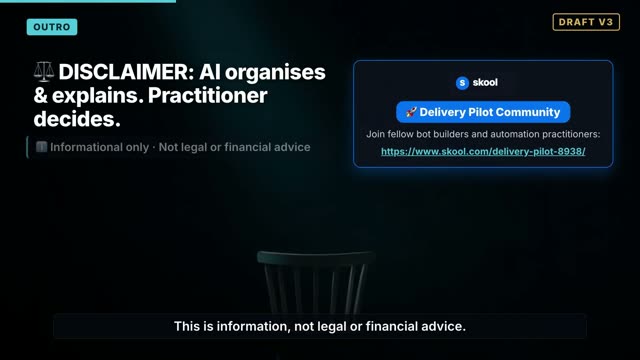 OUTRO
DRAFT V3
⚖️ DISCLAIMER: AI organises
& explains. Practitioner
decides.
ℹ️ Informational only · Not legal or financial advice
S skool
🚀 Delivery Pilot Community
Join fellow bot builders and automation practitioners:
https://www.skool.com/delivery-pilot-8938/
This is information, not legal or financial advice.